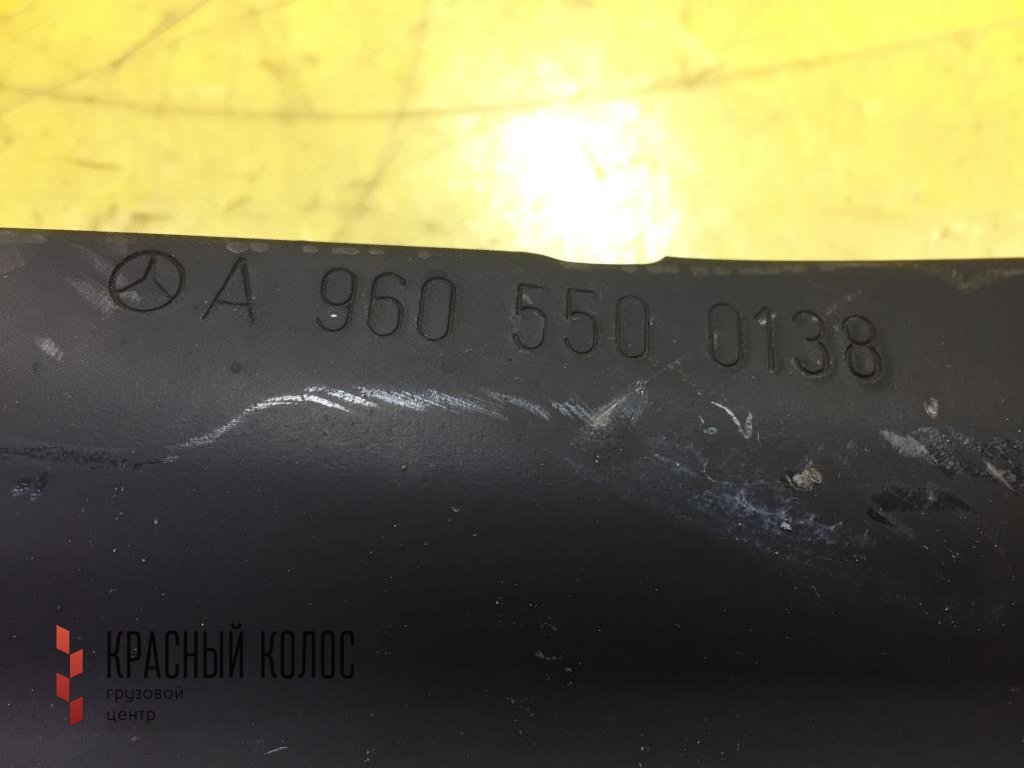 A 960 550 0138
КРАСНЫЙ КОЛОС
грузовой
центр